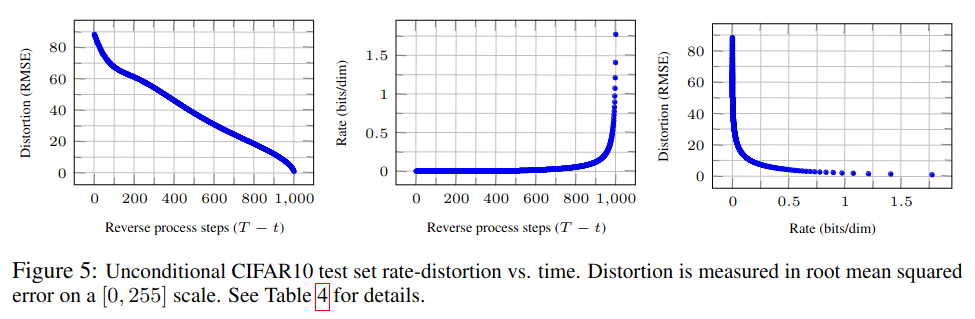 Distortion (RMSE)
80
60
40
20
0
0 200 400 600 800 1,000
Reverse process steps (T − t)
Rate (bits/dim)
1.5
1
0.5
0
0 200 400 600 800 1,000
Reverse process steps (T − t)
Distortion (RMSE)
80
60
40
20
0
0 0.5 1 1.5
Rate (bits/dim)
Figure 5: Unconditional CIFAR10 test set rate-distortion vs. time. Distortion is measured in root mean squared
error on a [0, 255] scale. See Table 4 for details.